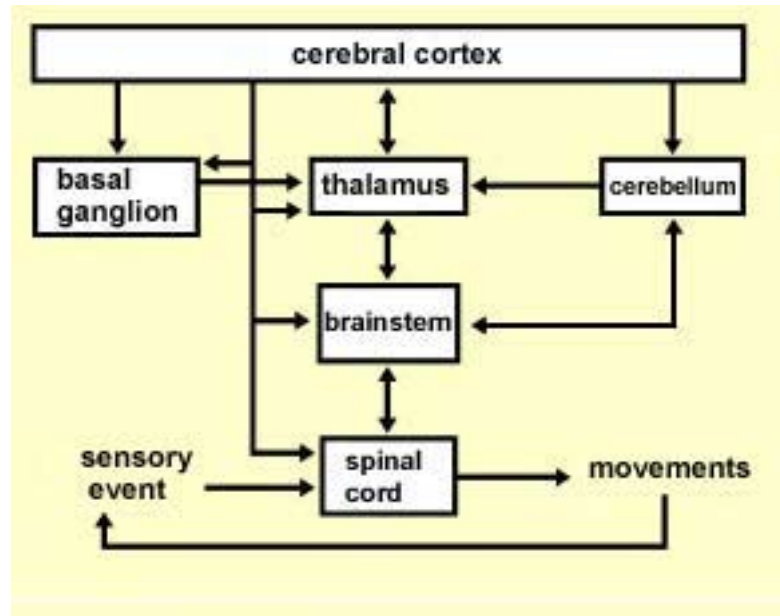 cerebral cortex
basal
ganglion
thalamus
cerebellum
brainstem
sensory
event
spinal
cord
movements